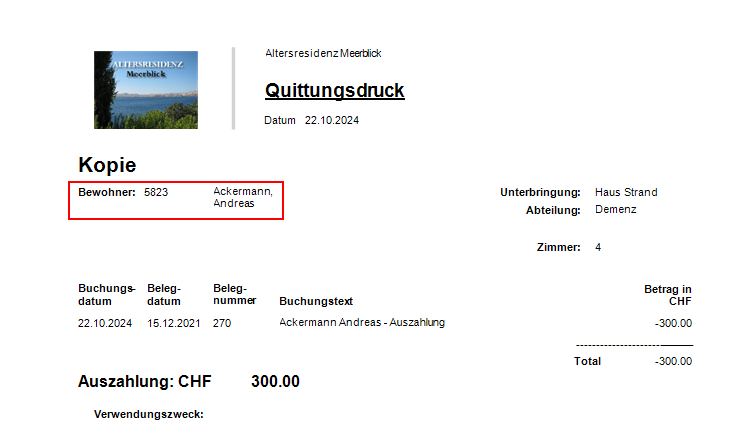 ALTERSRESIDENZ
Meerblick
Altersresidenz Meerblick
Quittungsdruck
Datum 22.10.2024
Kopie
Bewohner: 5823 Ackermann,
Andreas
Unterbringung: Haus Strand
Abteilung: Demenz
Zimmer: 4
Buchungs- Beleg- Beleg- Betrag in
datum datum nummer Buchungstext CHF
22.10.2024 15.12.2021 270 Ackermann Andreas - Auszahlung -300.00
Total -300.00
Auszahlung: CHF 300.00
Verwendungszweck: